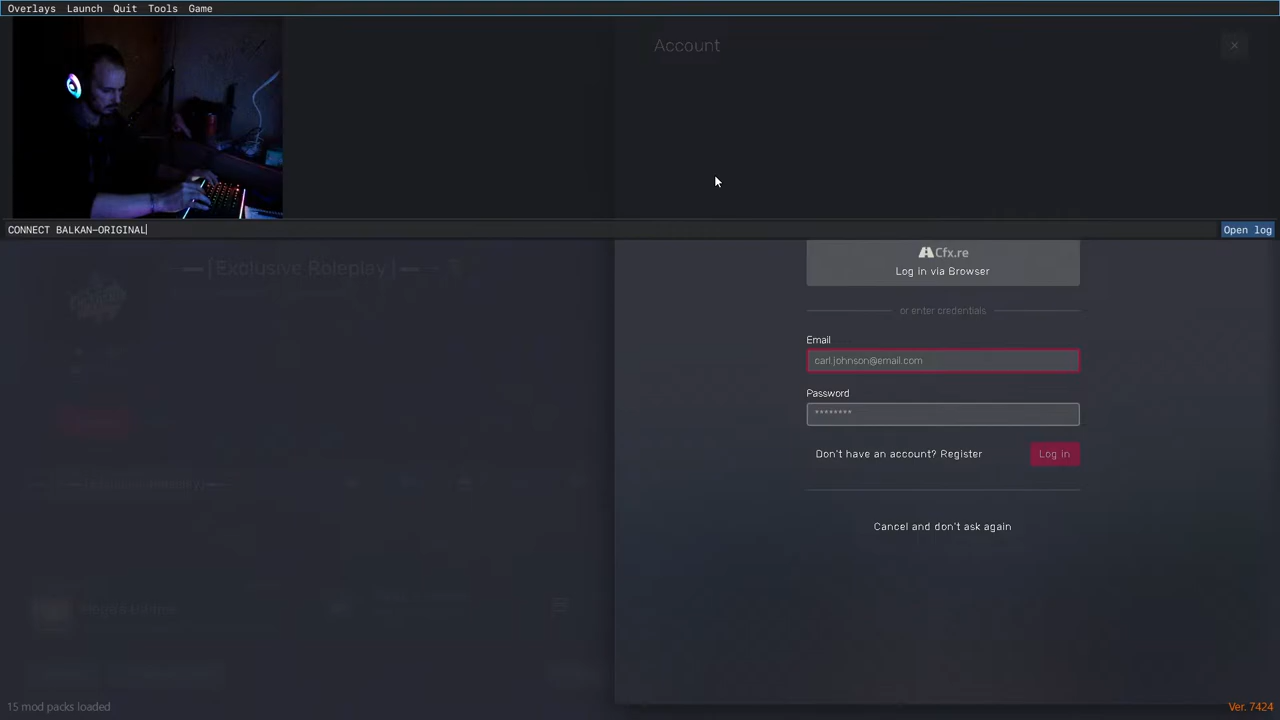 Overlays Launch Quit Tools Game
Account
CONNECT BALKAN-ORIGINAL
Open log
[Exclusive Roleplay]
Cfx.re
Log in via Browser
or enter credentials
Email
carl.johnson@email.com
Password
********
Don't have an account? Register
Log in
Cancel and don't ask again
15 mod packs loaded
Ver. 7424